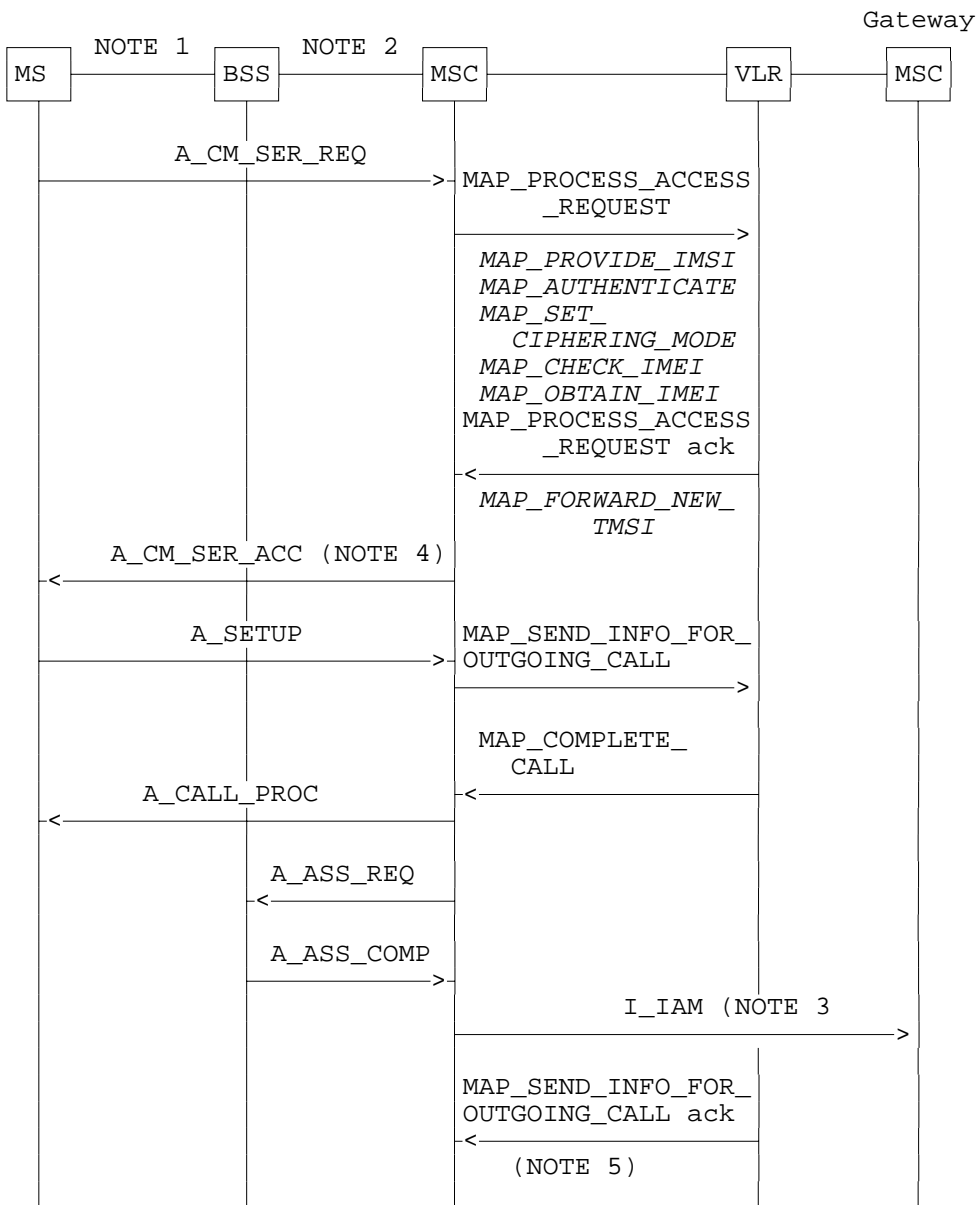 Gateway
NOTE 1 NOTE 2
MS BSS MSC VLR MSC
A_CM_SER_REQ
MAP_PROCESS_ACCESS
_REQUEST
MAP_PROVIDE_IMSI
MAP_AUTHENTICATE
MAP_SET_
CIPHERING_MODE
MAP_CHECK_IMEI
MAP_OBTAIN_IMEI
MAP_PROCESS_ACCESS
_REQUEST ack
MAP_FORWARD_NEW_
TMSI
A_CM_SER_ACC (NOTE 4)
A_SETUP
MAP_SEND_INFO_FOR_
OUTGOING_CALL
MAP_COMPLETE_
CALL
A_CALL_PROC
A_ASS_REQ
A_ASS_COMP
I_IAM (NOTE 3
MAP_SEND_INFO_FOR_
OUTGOING_CALL ack
(NOTE 5)